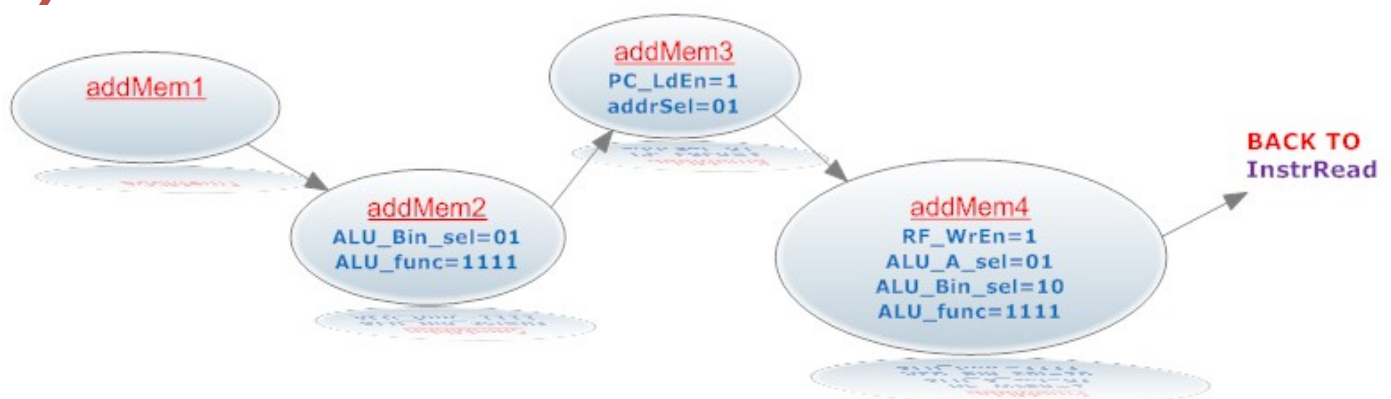 addMem1
addMem2
ALU_Bin_sel=01
ALU_func=1111
addMem3
PC_LdEn=1
addrSel=01
addMem4
RF_WrEn=1
ALU_A_sel=01
ALU_Bin_sel=10
ALU_func=1111
BACK TO
InstrRead